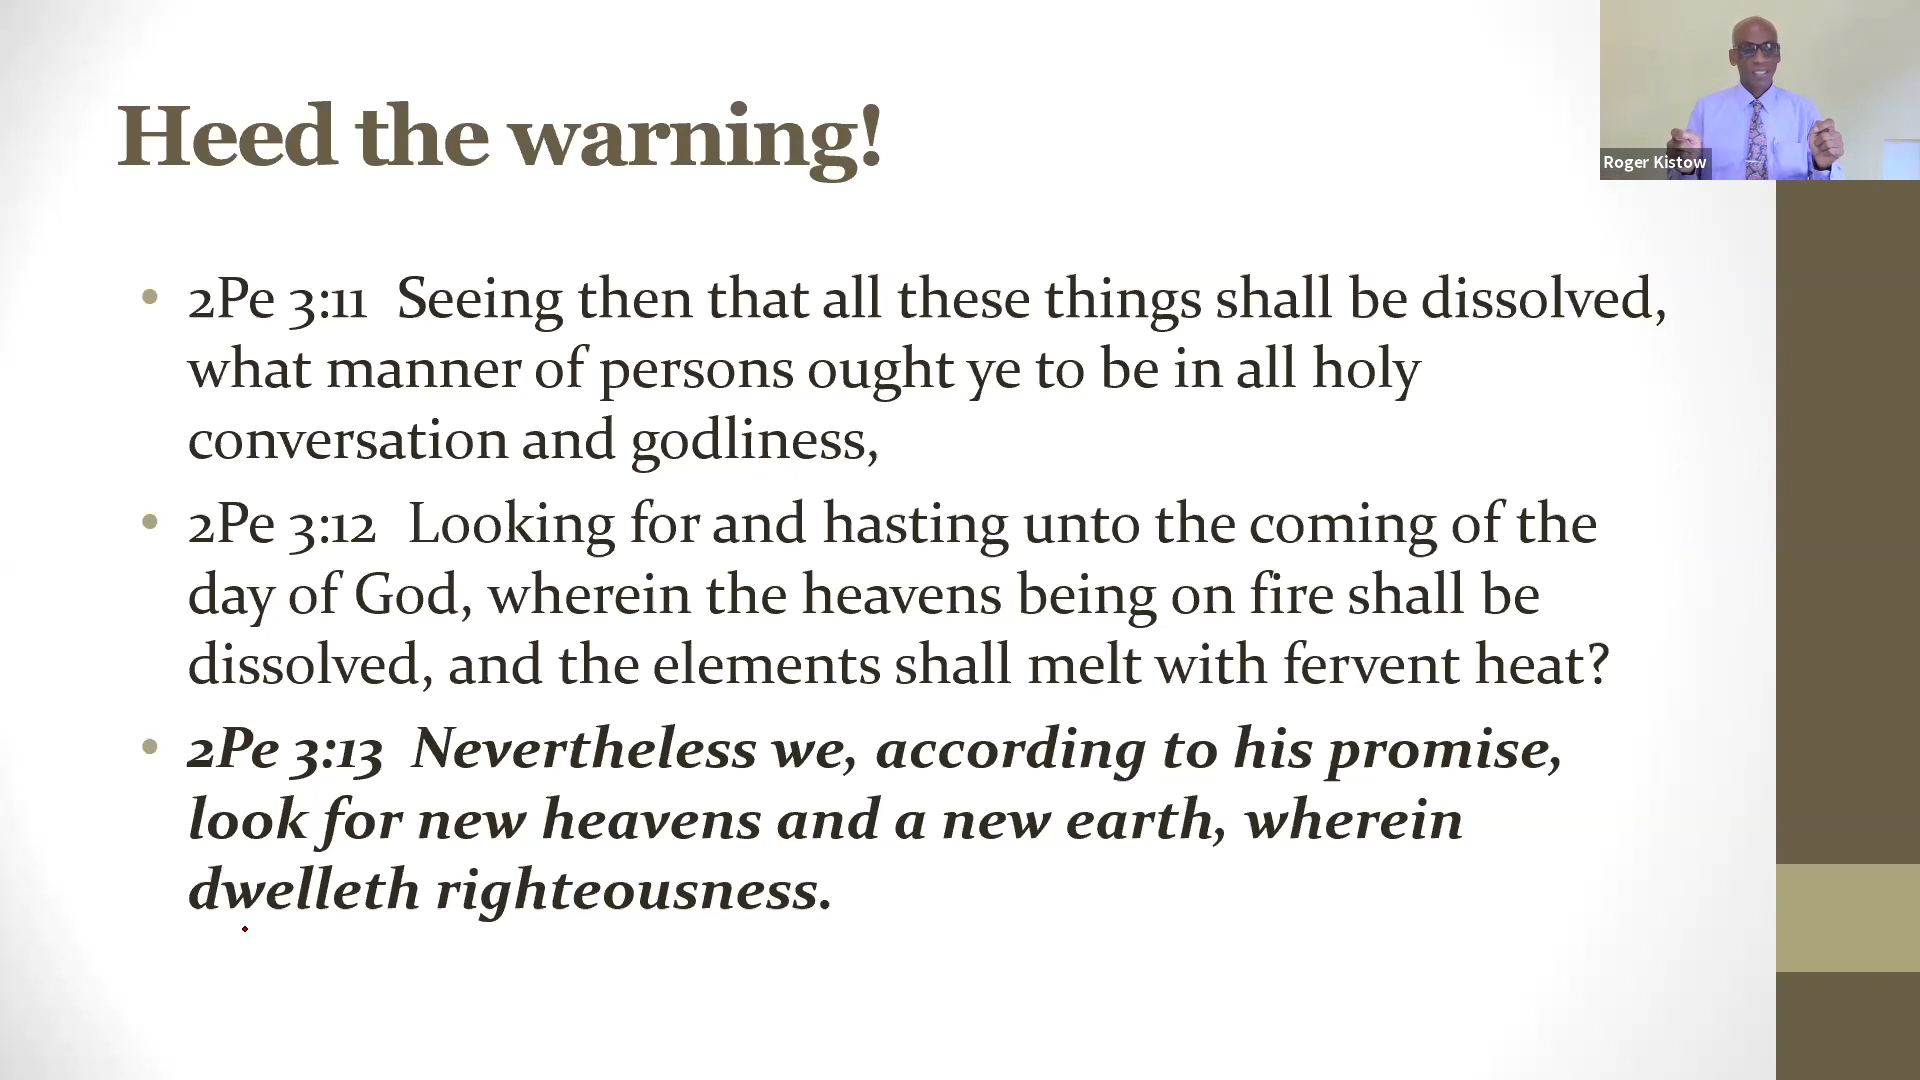 Heed the warning!
Roger Kistow
• 2Pe 3:11  Seeing then that all these things shall be dissolved,
what manner of persons ought ye to be in all holy
conversation and godliness,
• 2Pe 3:12  Looking for and hasting unto the coming of the
day of God, wherein the heavens being on fire shall be
dissolved, and the elements shall melt with fervent heat?
• 2Pe 3:13  Nevertheless we, according to his promise,
look for new heavens and a new earth, wherein
dwelleth righteousness.